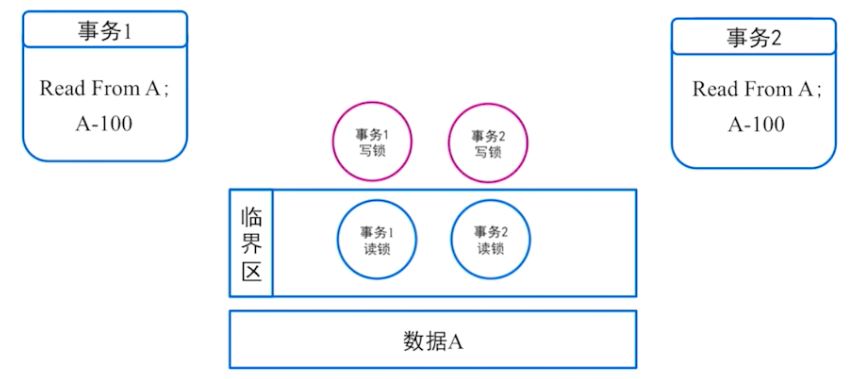 事务1
Read From A;
A-100
事务2
Read From A;
A-100
事务1
写锁
事务2
写锁
临
界
区
事务1
读锁
事务2
读锁
数据A